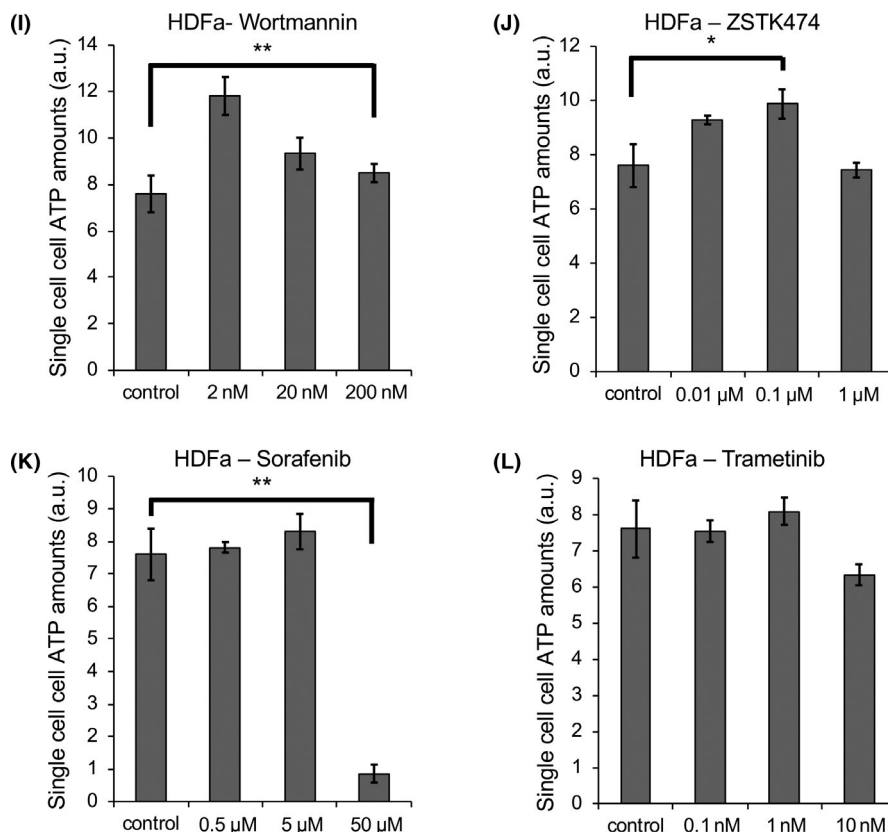 (I)
HDFa- Wortmannin
**
Single cell cell ATP amounts (a.u.)
14
12
10
8
6
4
2
0
control 2 nM 20 nM 200 nM
(J)
HDFa – ZSTK474
*
Single cell cell ATP amounts (a.u.)
12
10
8
6
4
2
0
control 0.01 µM 0.1 µM 1 µM
(K)
HDFa – Sorafenib
**
Single cell cell ATP amounts (a.u.)
10
9
8
7
6
5
4
3
2
1
0
control 0.5 µM 5 µM 50 µM
(L)
HDFa – Trametinib
Single cell cell ATP amounts (a.u.)
9
8
7
6
5
4
3
2
1
0
control 0.1 nM 1 nM 10 nM